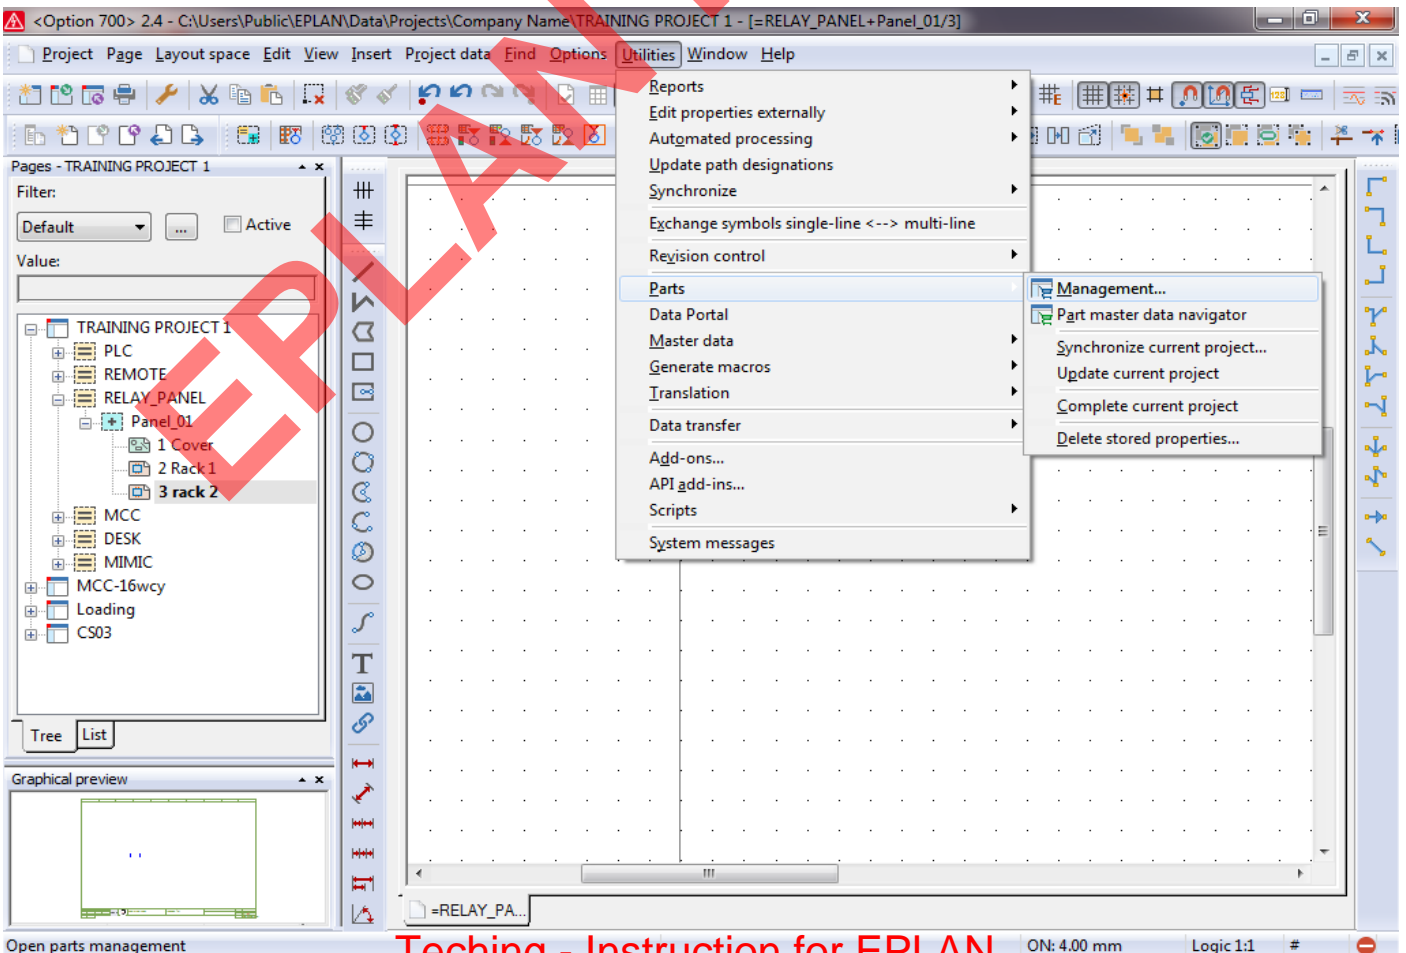 <Option 700> 2.4 - C:\Users\Public\EPLAN\Data\Projects\Company Name\TRAINING PROJECT 1 - [=RELAY_PANEL+Panel_01/3]
Project Page Layout space Edit View Insert Project data Find Options Utilities Window Help
Pages - TRAINING PROJECT 1
Filter:
Default
...
Active
Value:
TRAINING PROJECT 1
PLC
REMOTE
RELAY_PANEL
Panel_01
1 Cover
2 Rack 1
3 rack 2
MCC
DESK
MIMIC
MCC-16wcy
Loading
CS03
Tree List
Graphical preview
Reports
Edit properties externally
Automated processing
Update path designations
Synchronize
Exchange symbols single-line <--> multi-line
Revision control
Parts
Data Portal
Master data
Generate macros
Translation
Data transfer
Add-ons...
API add-ins...
Scripts
System messages
Management...
Part master data navigator
Synchronize current project...
Update current project
Complete current project
Delete stored properties...
=RELAY_PA...
EPLAN
Open parts management
Teching - Instruction for EPLAN
ON: 4.00 mm
Logic 1:1
#